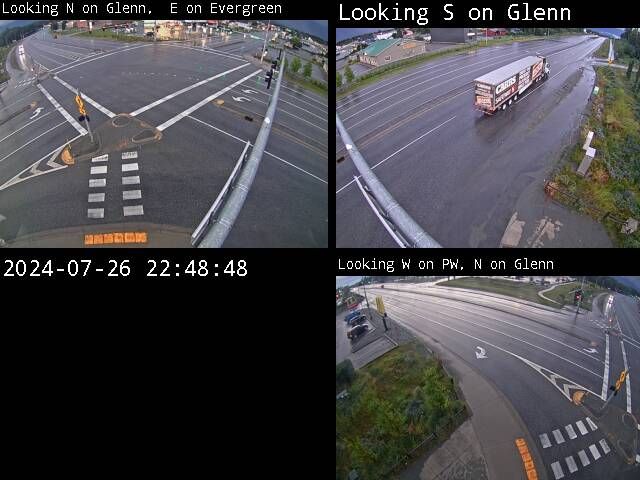 Looking N on Glenn, E on Evergreen
Looking S on Glenn
2024-07-26 22:48:48
Looking W on PW, N on Glenn